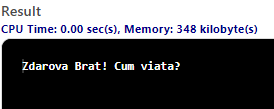 Result
CPU Time: 0.00 sec(s), Memory: 348 kilobyte(s)
Zdarova Brat! Cum viata?